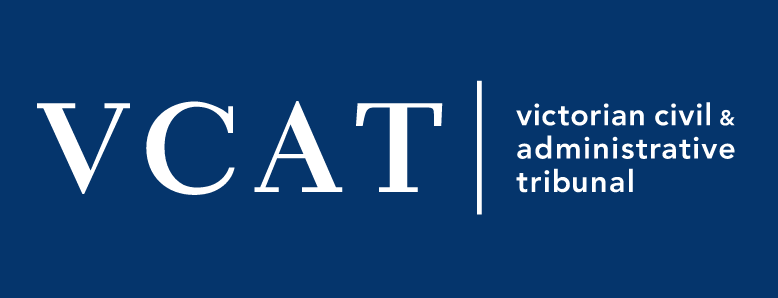 VCAT
victorian civil &
administrative
tribunal